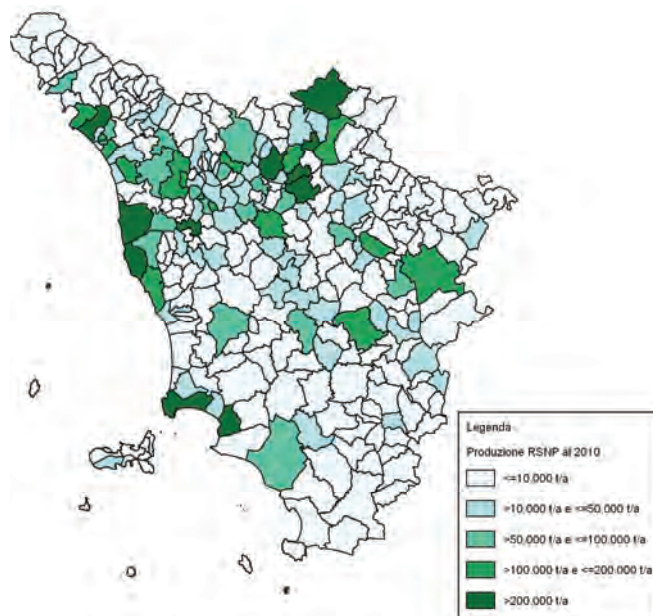 Legenda
Produzione RSNP al 2010
<=10.000 t/a
>10.000 t/a e <=50.000 t/a
>50.000 t/a e <=100.000 t/a
>100.000 t/a e <=200.000 t/a
>200.000 t/a